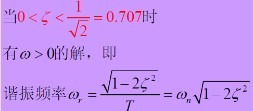 当0<ζ<1/√2=0.707时
有ω>0的解，即
谐振频率ω_r=√(1-2ζ²)/T=ω_n√(1-2ζ²)